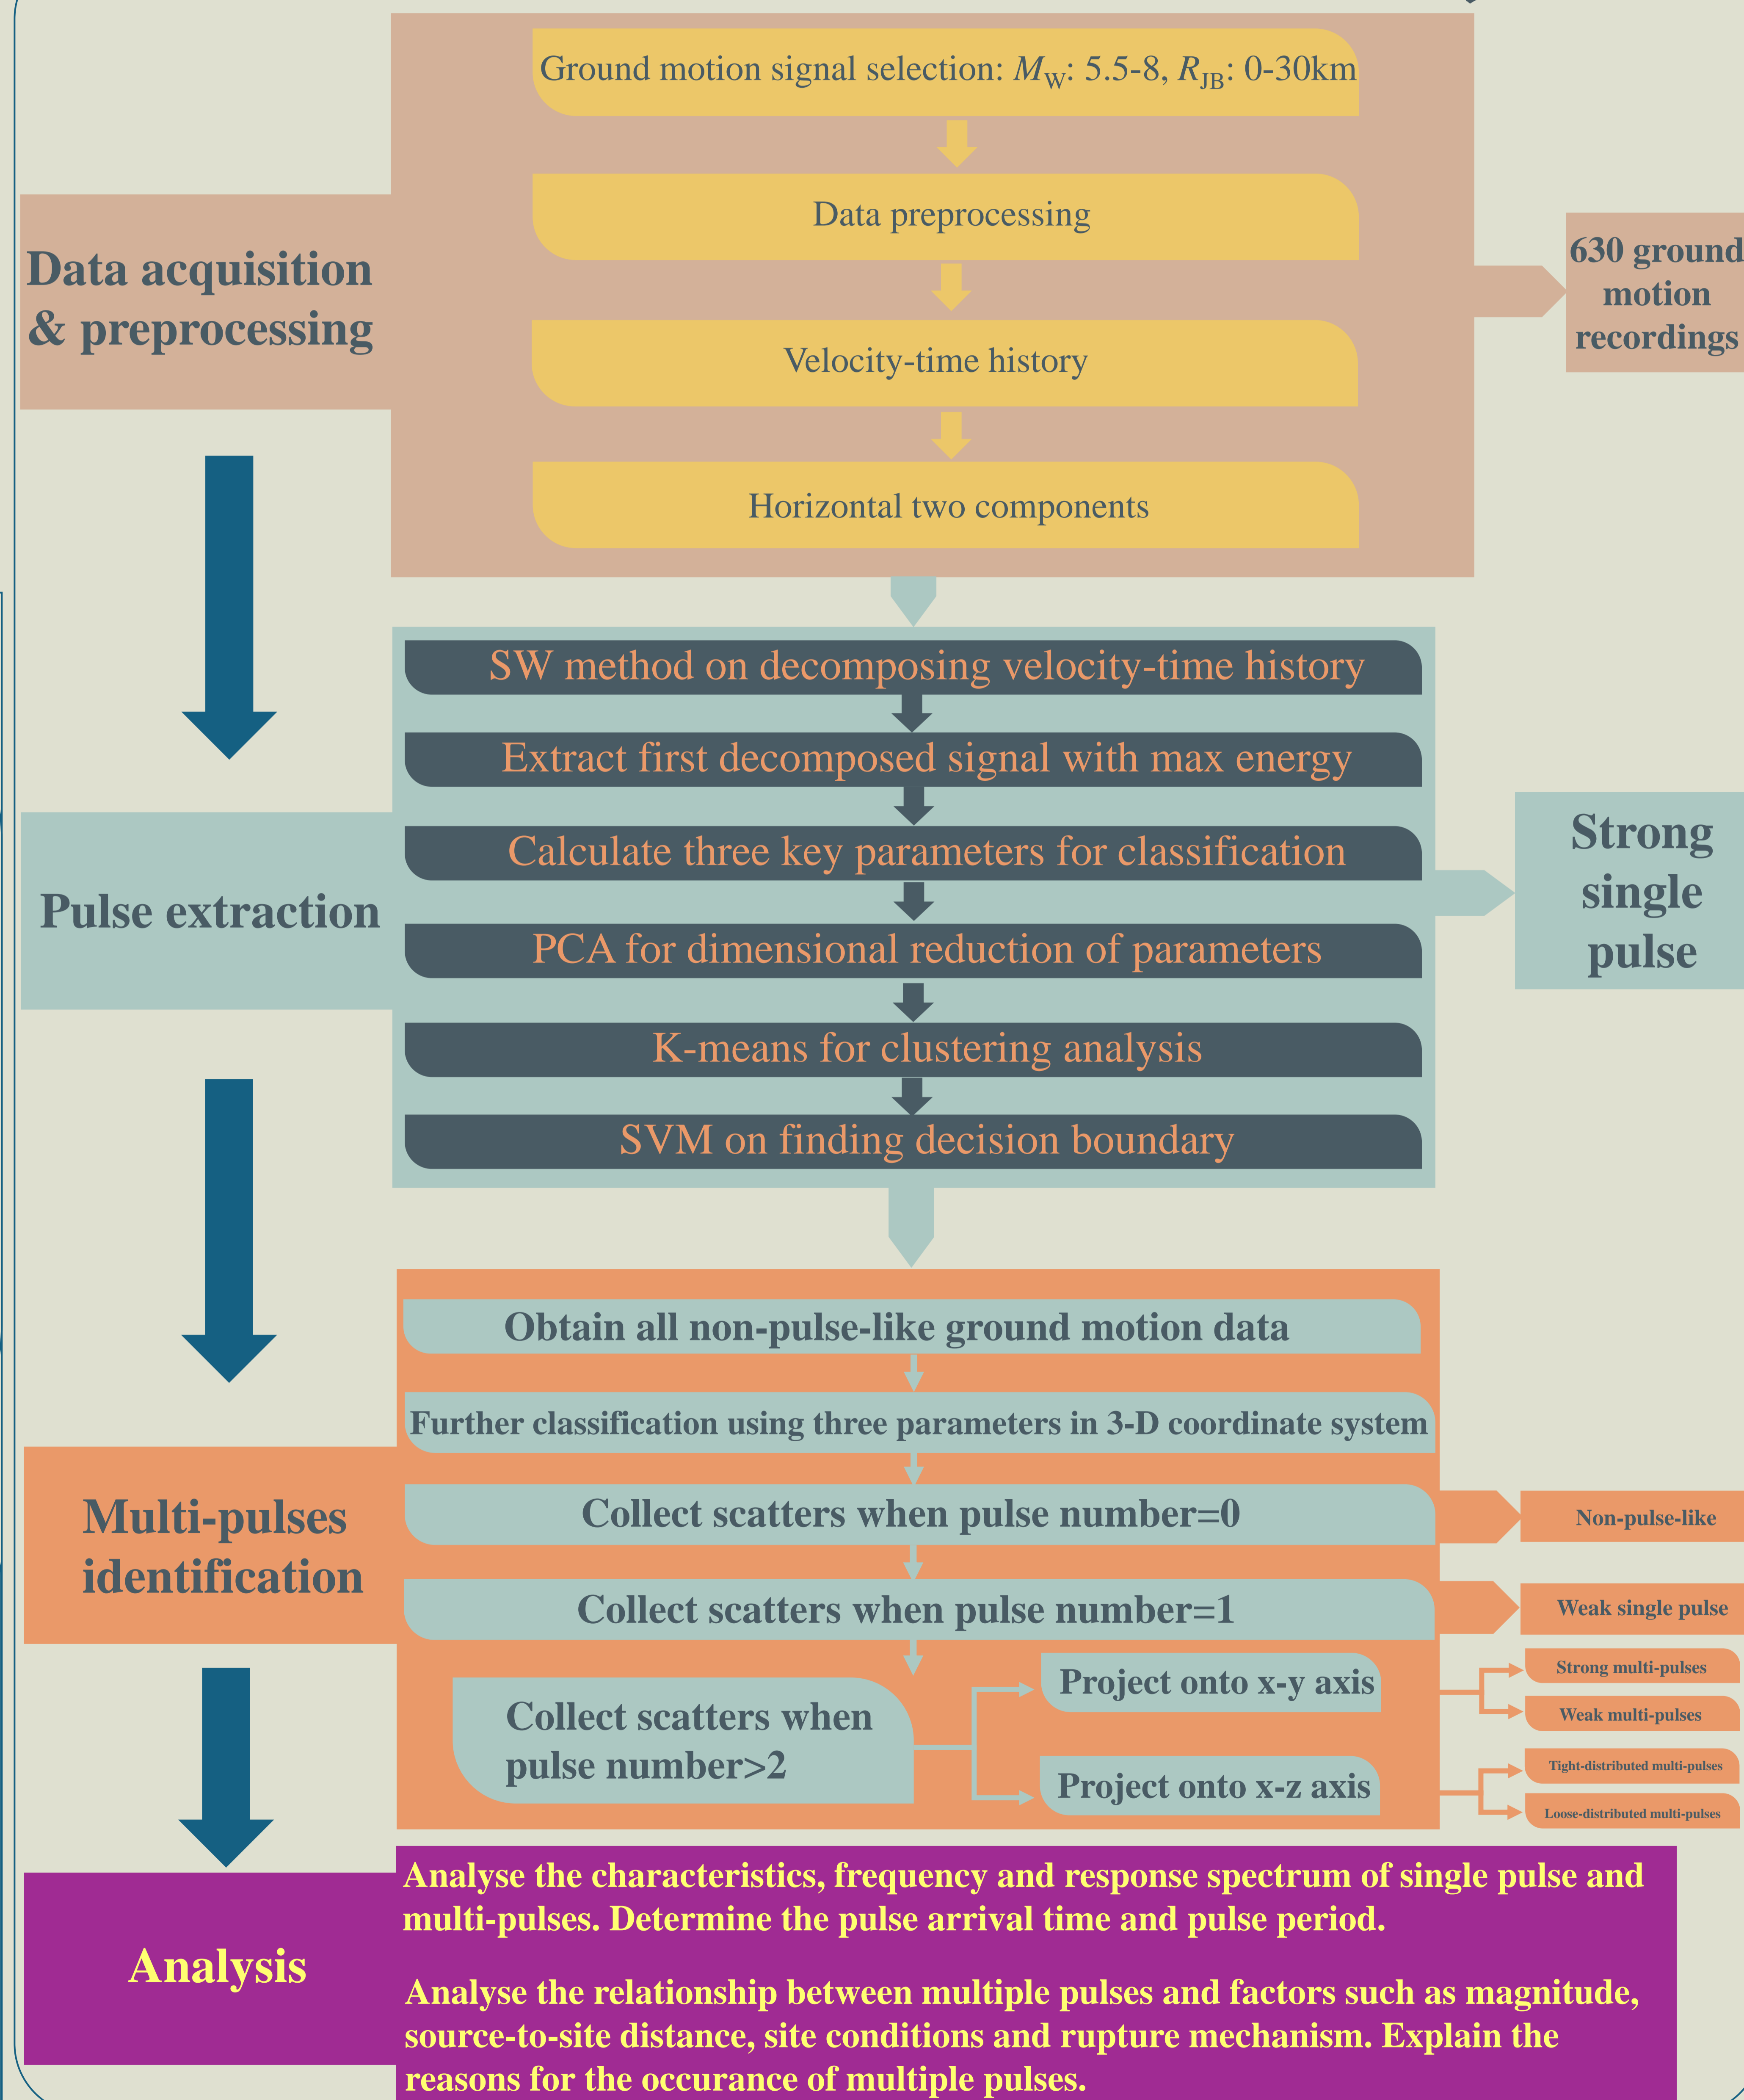 Ground motion signal selection: MW: 5.5-8, RJB: 0-30km
Data preprocessing
Velocity-time history
Horizontal two components
Data acquisition
& preprocessing
630 ground
motion
recordings
SW method on decomposing velocity-time history
Extract first decomposed signal with max energy
Calculate three key parameters for classification
PCA for dimensional reduction of parameters
K-means for clustering analysis
SVM on finding decision boundary
Pulse extraction
Strong
single
pulse
Obtain all non-pulse-like ground motion data
Further classification using three parameters in 3-D coordinate system
Collect scatters when pulse number=0
Collect scatters when pulse number=1
Collect scatters when
pulse number>2
Project onto x-y axis
Project onto x-z axis
Multi-pulses
identification
Non-pulse-like
Weak single pulse
Strong multi-pulses
Weak multi-pulses
Tight-distributed multi-pulses
Loose-distributed multi-pulses
Analysis
Analyse the characteristics, frequency and response spectrum of single pulse and
multi-pulses. Determine the pulse arrival time and pulse period.
Analyse the relationship between multiple pulses and factors such as magnitude,
source-to-site distance, site conditions and rupture mechanism. Explain the
reasons for the occurance of multiple pulses.